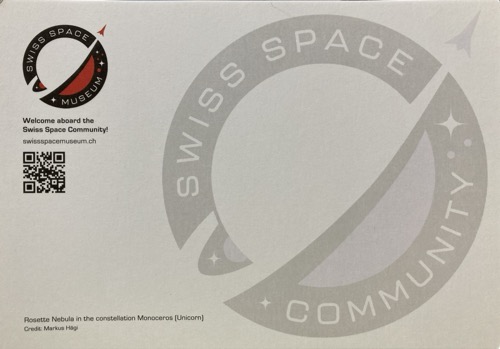 SWISS SPACE
MUSEUM
Welcome aboard the
Swiss Space Community!
swissspacemuseum.ch
SWISS SPACE
COMMUNITY
Rosette Nebula in the constellation Monoceros (Unicorn)
Credit: Markus Hägi